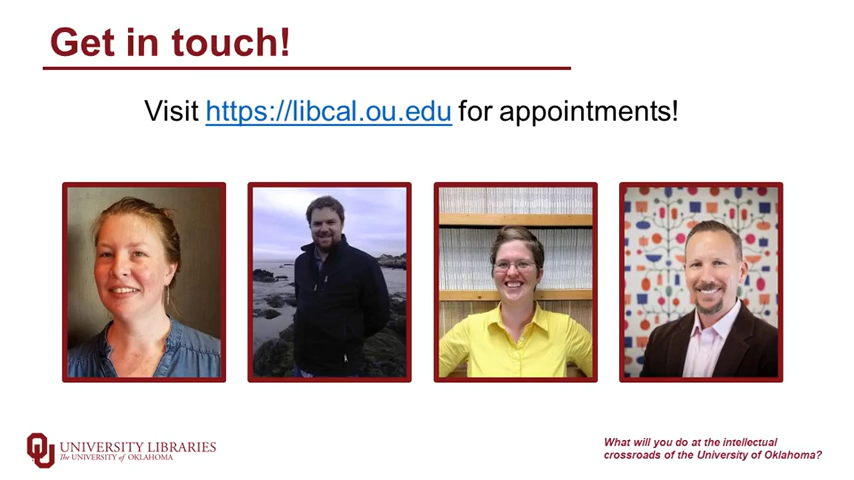 Get in touch!
Visit https://libcal.ou.edu for appointments!
UNIVERSITY LIBRARIES
The UNIVERSITY of OKLAHOMA
What will you do at the intellectual
crossroads of the University of Oklahoma?